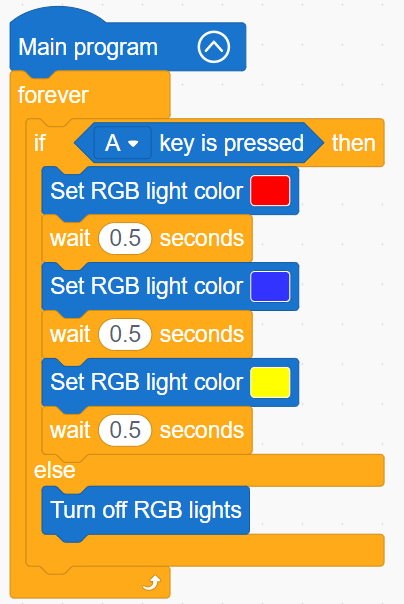 Main program
forever
if A key is pressed then
Set RGB light color
wait 0.5 seconds
Set RGB light color
wait 0.5 seconds
Set RGB light color
wait 0.5 seconds
else
Turn off RGB lights